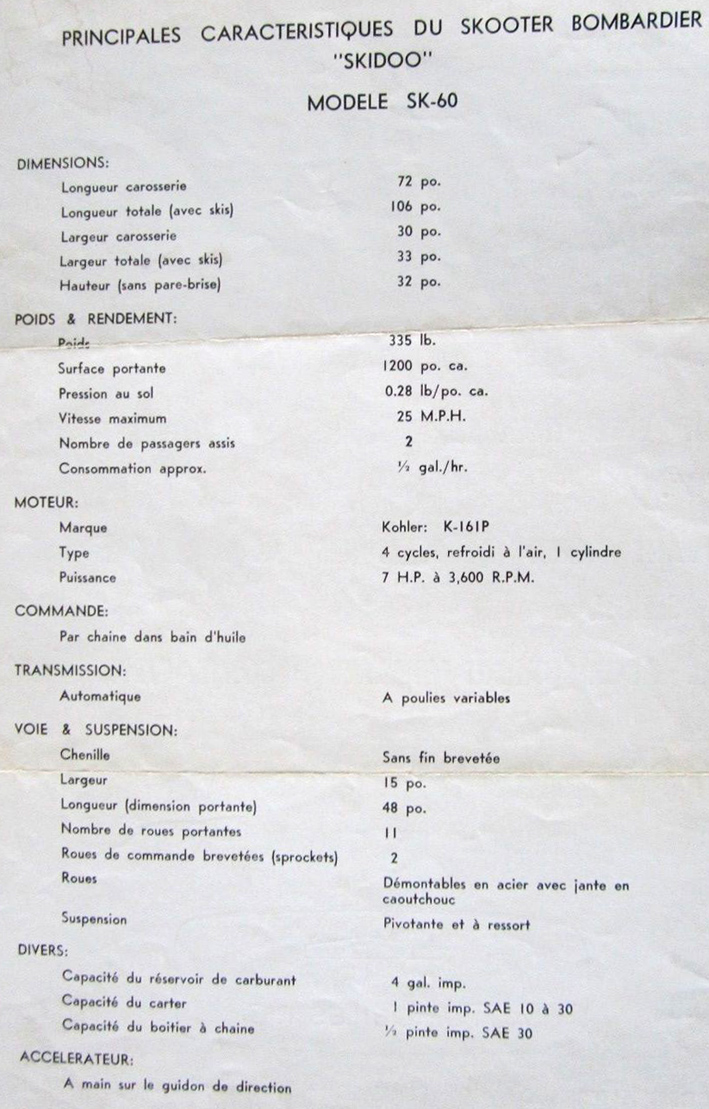 PRINCIPALES CARACTERISTIQUES DU SKOOTER BOMBARDIER
"SKIDOO"
MODELE SK-60
DIMENSIONS:
Longueur carosserie 72 po.
Longueur totale (avec skis) 106 po.
Largeur carosserie 30 po.
Largeur totale (avec skis) 33 po.
Hauteur (sans pare-brise) 32 po.
POIDS & RENDEMENT:
Poids 335 lb.
Surface portante 1200 po. ca.
Pression au sol 0.28 lb/po. ca.
Vitesse maximum 25 M.P.H.
Nombre de passagers assis 2
Consommation approx. ½ gal./hr.
MOTEUR:
Marque Kohler: K-161P
Type 4 cycles, refroidi à l'air, 1 cylindre
Puissance 7 H.P. à 3,600 R.P.M.
COMMANDE:
Par chaine dans bain d'huile
TRANSMISSION:
Automatique A poulies variables
VOIE & SUSPENSION:
Chenille Sans fin brevetée
Largeur 15 po.
Longueur (dimension portante) 48 po.
Nombre de roues portantes 11
Roues de commande brevetées (sprockets) 2
Roues Démontables en acier avec jante en
caoutchouc
Suspension Pivotante et à ressort
DIVERS:
Capacité du réservoir de carburant 4 gal. imp.
Capacité du carter 1 pinte imp. SAE 10 à 30
Capacité du boitier à chaine ½ pinte imp. SAE 30
ACCELERATEUR:
A main sur le guidon de direction